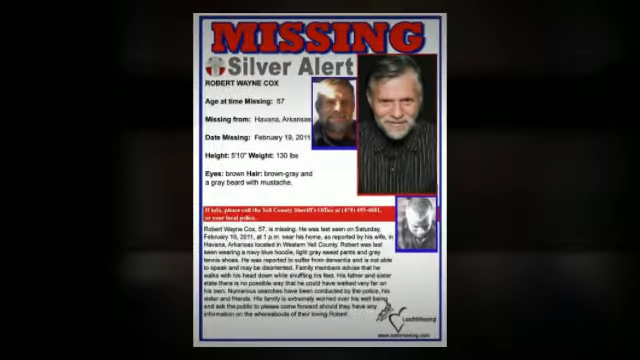 MISSING
Silver Alert
ROBERT WAYNE COX
Age at time Missing: 57
Missing from: Havana, Arkansas
Date Missing: February 19, 2011
Height: 5'10" Weight: 130 lbs
Eyes: brown Hair: brown-gray and
a gray beard with mustache.
If info, please call the Yell County Sheriff's Office at (479) 495-4881,
or your local police.
Robert Wayne Cox, 57, is missing. He was last seen on Saturday,
February 19, 2011, at 1 p.m. near his home, as reported by his wife, in
Havana, Arkansas located in Western Yell County. Robert was last
seen wearing a navy blue hoodie, light gray sweat pants and gray
tennis shoes. He was reported to suffer from dementia and is not able
to speak and may be disoriented. Family members advise that he
walks with his head down while shuffling his feet. His father and sister
state there is no possible way that he could have walked very far on
his own. Numerous searches have been conducted by the police, his
sister and friends. His family is extremely worried over his well being
and ask the public to please come forward should they have any
information on the whereabouts of their loving Robert.